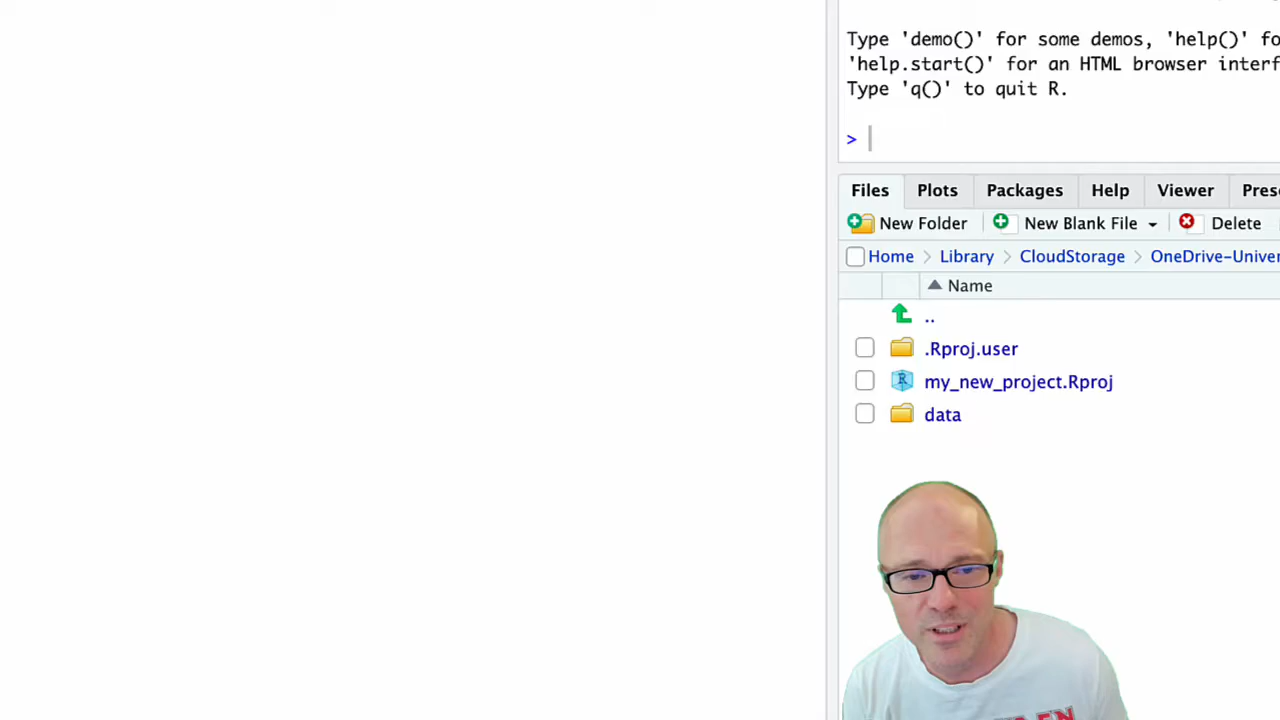 Type 'demo()' for some demos, 'help()' fo
'help.start()' for an HTML browser interf
Type 'q()' to quit R.
>
Files Plots Packages Help Viewer Pres
New Folder New Blank File Delete
Home > Library > CloudStorage > OneDrive-Univer
Name
..
.Rproj.user
R my_new_project.Rproj
data